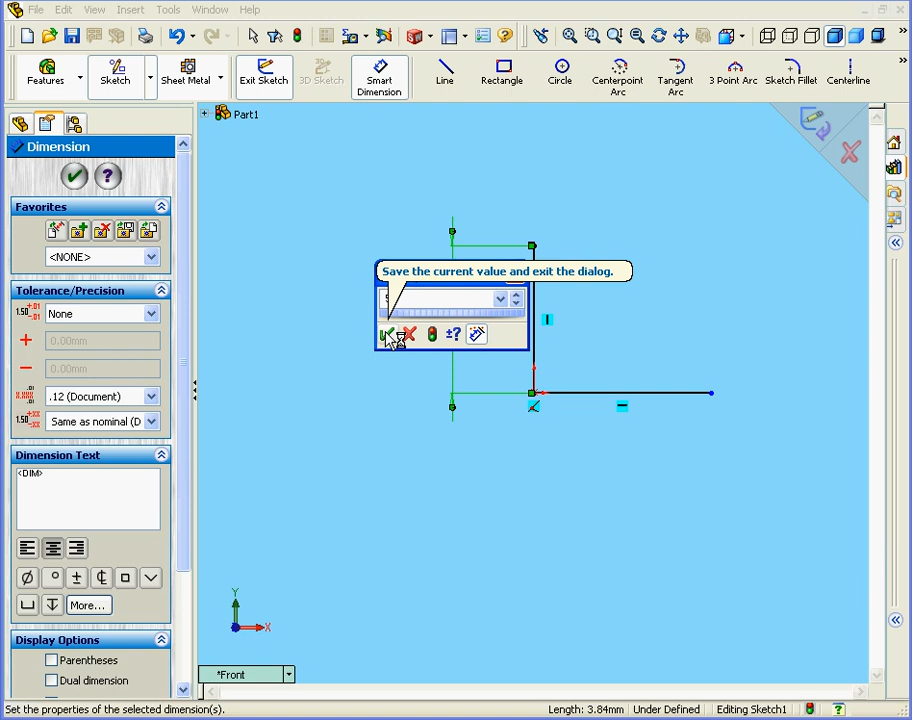 File Edit View Insert Tools Window Help
Features Sketch Sheet Metal Exit Sketch 3D Sketch Smart Dimension Line Rectangle Circle Centerpoint Arc Tangent Arc 3 Point Arc Sketch Fillet Centerline
Part1
Dimension
Favorites
<NONE>
Tolerance/Precision
None
0.00mm
0.00mm
.12 (Document)
Same as nominal (D
Dimension Text
<DIM>
More...
Display Options
Parentheses
Dual dimension
Save the current value and exit the dialog.
Y
X
*Front
Set the properties of the selected dimension(s).
Length: 3.84mm Under Defined Editing Sketch1